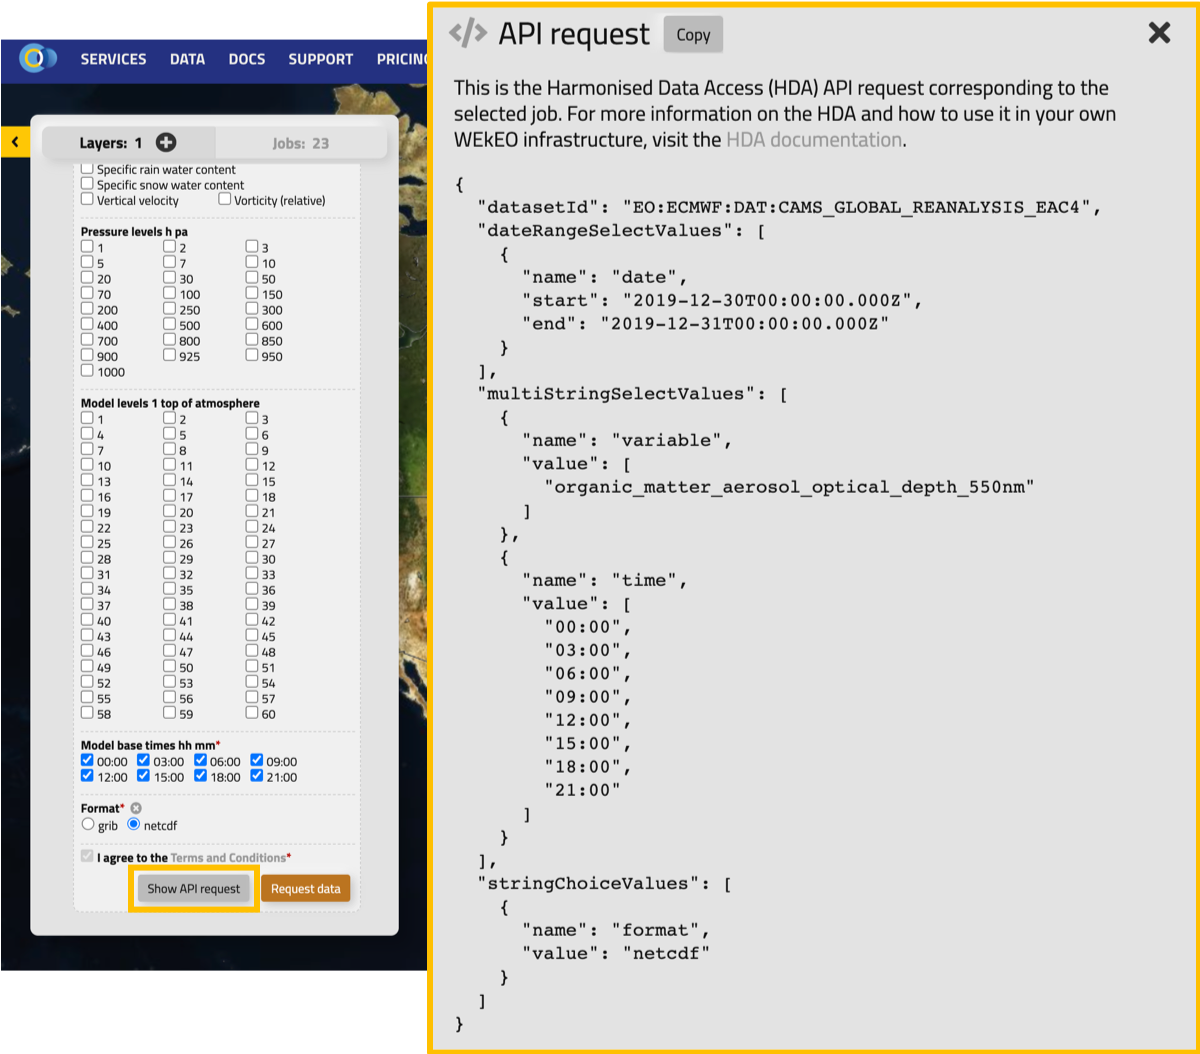 SERVICES DATA DOCS SUPPORT PRICING
Layers: 1
Jobs: 23
Specific rain water content
Specific snow water content
Vertical velocity Vorticity (relative)
Pressure levels h pa
1 2 3
5 7 10
20 30 50
70 100 150
200 250 300
400 500 600
700 800 850
900 925 950
1000
Model levels 1 top of atmosphere
1 2 3
4 5 6
7 8 9
10 11 12
13 14 15
16 17 18
19 20 21
22 23 24
25 26 27
28 29 30
31 32 33
34 35 36
37 38 39
40 41 42
43 44 45
46 47 48
49 50 51
52 53 54
55 56 57
58 59 60
Model base times hh mm*
00:00 03:00 06:00 09:00
12:00 15:00 18:00 21:00
Format*
grib netcdf
I agree to the Terms and Conditions*
Show API request Request data
</> API request Copy
This is the Harmonised Data Access (HDA) API request corresponding to the
selected job. For more information on the HDA and how to use it in your own
WEkEO infrastructure, visit the HDA documentation.
{
"datasetId": "EO:ECMWF:DAT:CAMS_GLOBAL_REANALYSIS_EAC4",
"dateRangeSelectValues": [
{
"name": "date",
"start": "2019-12-30T00:00:00.000Z",
"end": "2019-12-31T00:00:00.000Z"
}
],
"multiStringSelectValues": [
{
"name": "variable",
"value": [
"organic_matter_aerosol_optical_depth_550nm"
]
},
{
"name": "time",
"value": [
"00:00",
"03:00",
"06:00",
"09:00",
"12:00",
"15:00",
"18:00",
"21:00"
]
}
],
"stringChoiceValues": [
{
"name": "format",
"value": "netcdf"
}
]
}